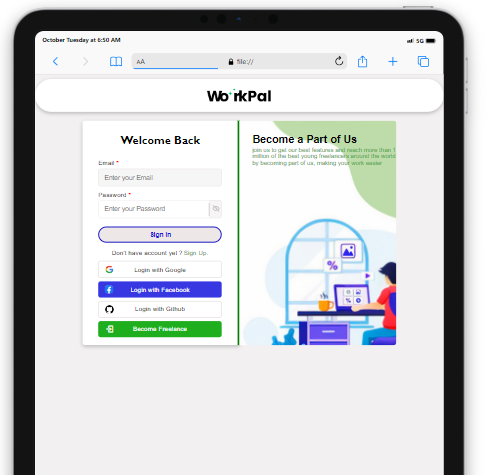 October Tuesday at 6:50 AM
5G
AA
file://
WorkPal
Welcome Back
Become a Part of Us
join us to get our best features and reach more than 1
million of the best young freelancers around the world
by becoming part of us, making your work easier
Email *
Enter your Email
Password *
Enter your Password
Sign In
Don't have account yet ? Sign Up.
Login with Google
Login with Facebook
Login with Github
Become Freelance